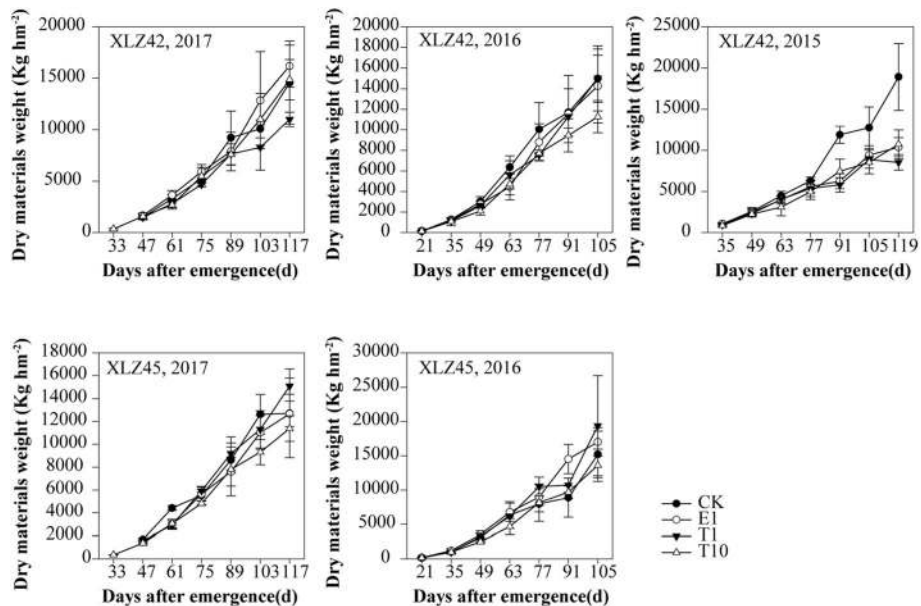 XLZ42, 2017
Dry materials weight (Kg hm⁻²)
20000
15000
10000
5000
0
33 47 61 75 89 103 117
Days after emergence(d)
XLZ42, 2016
Dry materials weight (Kg hm⁻²)
20000
18000
16000
14000
12000
10000
8000
6000
4000
2000
0
21 35 49 63 77 91 105
Days after emergence(d)
XLZ42, 2015
Dry materials weight (Kg hm⁻²)
25000
20000
15000
10000
5000
0
35 49 63 77 91 105 119
Days after emergence(d)
XLZ45, 2017
Dry materials weight (Kg hm⁻²)
18000
16000
14000
12000
10000
8000
6000
4000
2000
0
33 47 61 75 89 103 117
Days after emergence(d)
XLZ45, 2016
Dry materials weight (Kg hm⁻²)
30000
25000
20000
15000
10000
5000
0
21 35 49 63 77 91 105
Days after emergence(d)
CK
E1
T1
T10